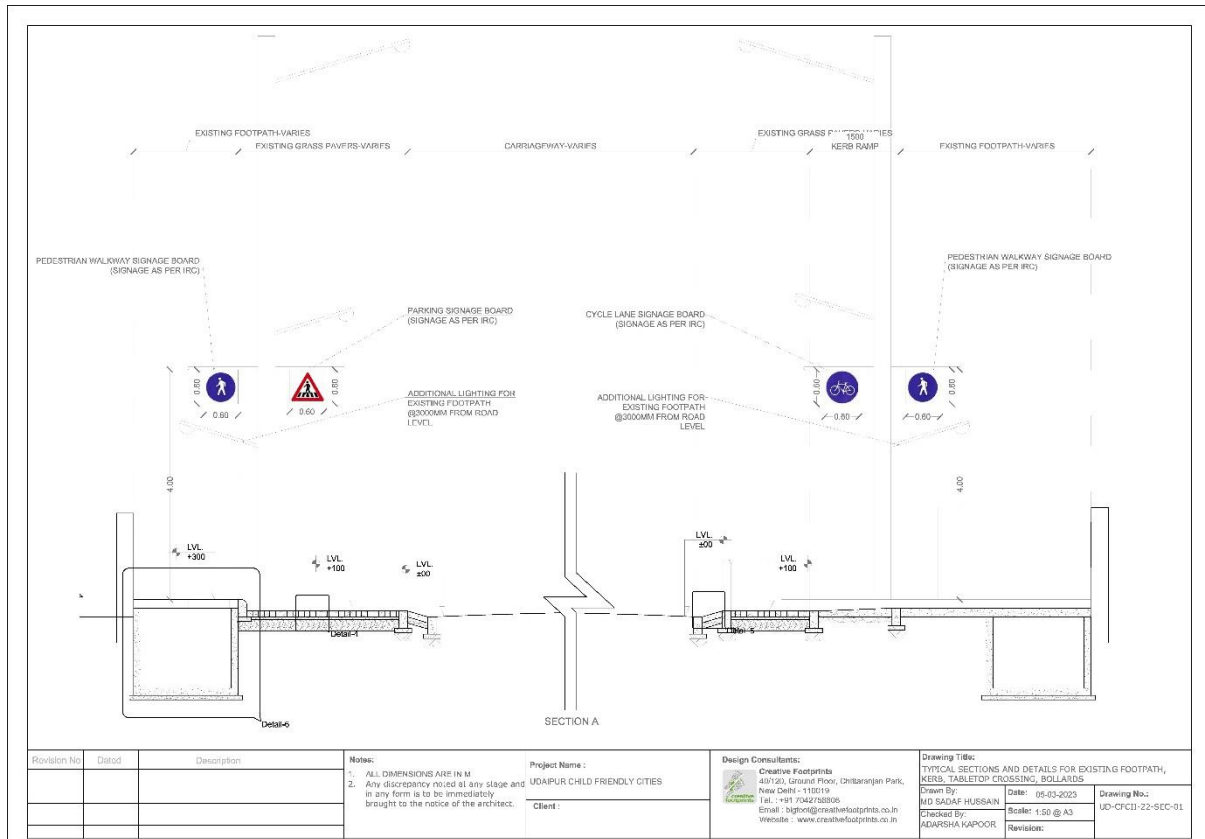 EXISTING FOOTPATH-VARIES
EXISTING GRASS PAVERS-VARIES
CARRIAGEWAY-VARIES
EXISTING GRASS
1500
KERB RAMP
EXISTING FOOTPATH-VARIES
PEDESTRIAN WALKWAY SIGNAGE BOARD
(SIGNAGE AS PER IRC)
PARKING SIGNAGE BOARD
(SIGNAGE AS PER IRC)
CYCLE LANE SIGNAGE BOARD
(SIGNAGE AS PER IRC)
PEDESTRIAN WALKWAY SIGNAGE BOARD
(SIGNAGE AS PER IRC)
0.60
0.60
0.60
0.60
0.60
0.60
0.60
0.60
ADDITIONAL LIGHTING FOR
EXISTING FOOTPATH
@3000MM FROM ROAD
LEVEL
ADDITIONAL LIGHTING FOR
EXISTING FOOTPATH
@3000MM FROM ROAD
LEVEL
4.00
4.00
LVL.
+300
LVL.
+100
LVL.
±00
LVL.
±00
LVL.
+100
Detail-4
Detail-6
SECTION A
Revision No
Dated
Description
Notes:
1. ALL DIMENSIONS ARE IN M
2. Any discrepancy noted at any stage and
in any form is to be immediately
brought to the notice of the architect.
Project Name :
UDAIPUR CHILD FRIENDLY CITIES
Client :
Design Consultants:
creative footprints
Creative Footprints
40/120, Ground Floor, Chittaranjan Park,
New Delhi - 110019
Tel. :
Email : bigfoot@creativefootprints.co.in
Website : www.creativefootprints.co.in
Drawing Title:
TYPICAL SECTIONS AND DETAILS FOR EXISTING FOOTPATH,
KERB, TABLETOP CROSSING, BOLLARDS
Drawn By:
MD SADAF HUSSAIN
Checked By:
ADARSHA KAPOOR
Date: 05-03-2023
Scale: 1:50 @ A3
Revision:
Drawing No.:
UD-CFCII-22-SEC-01